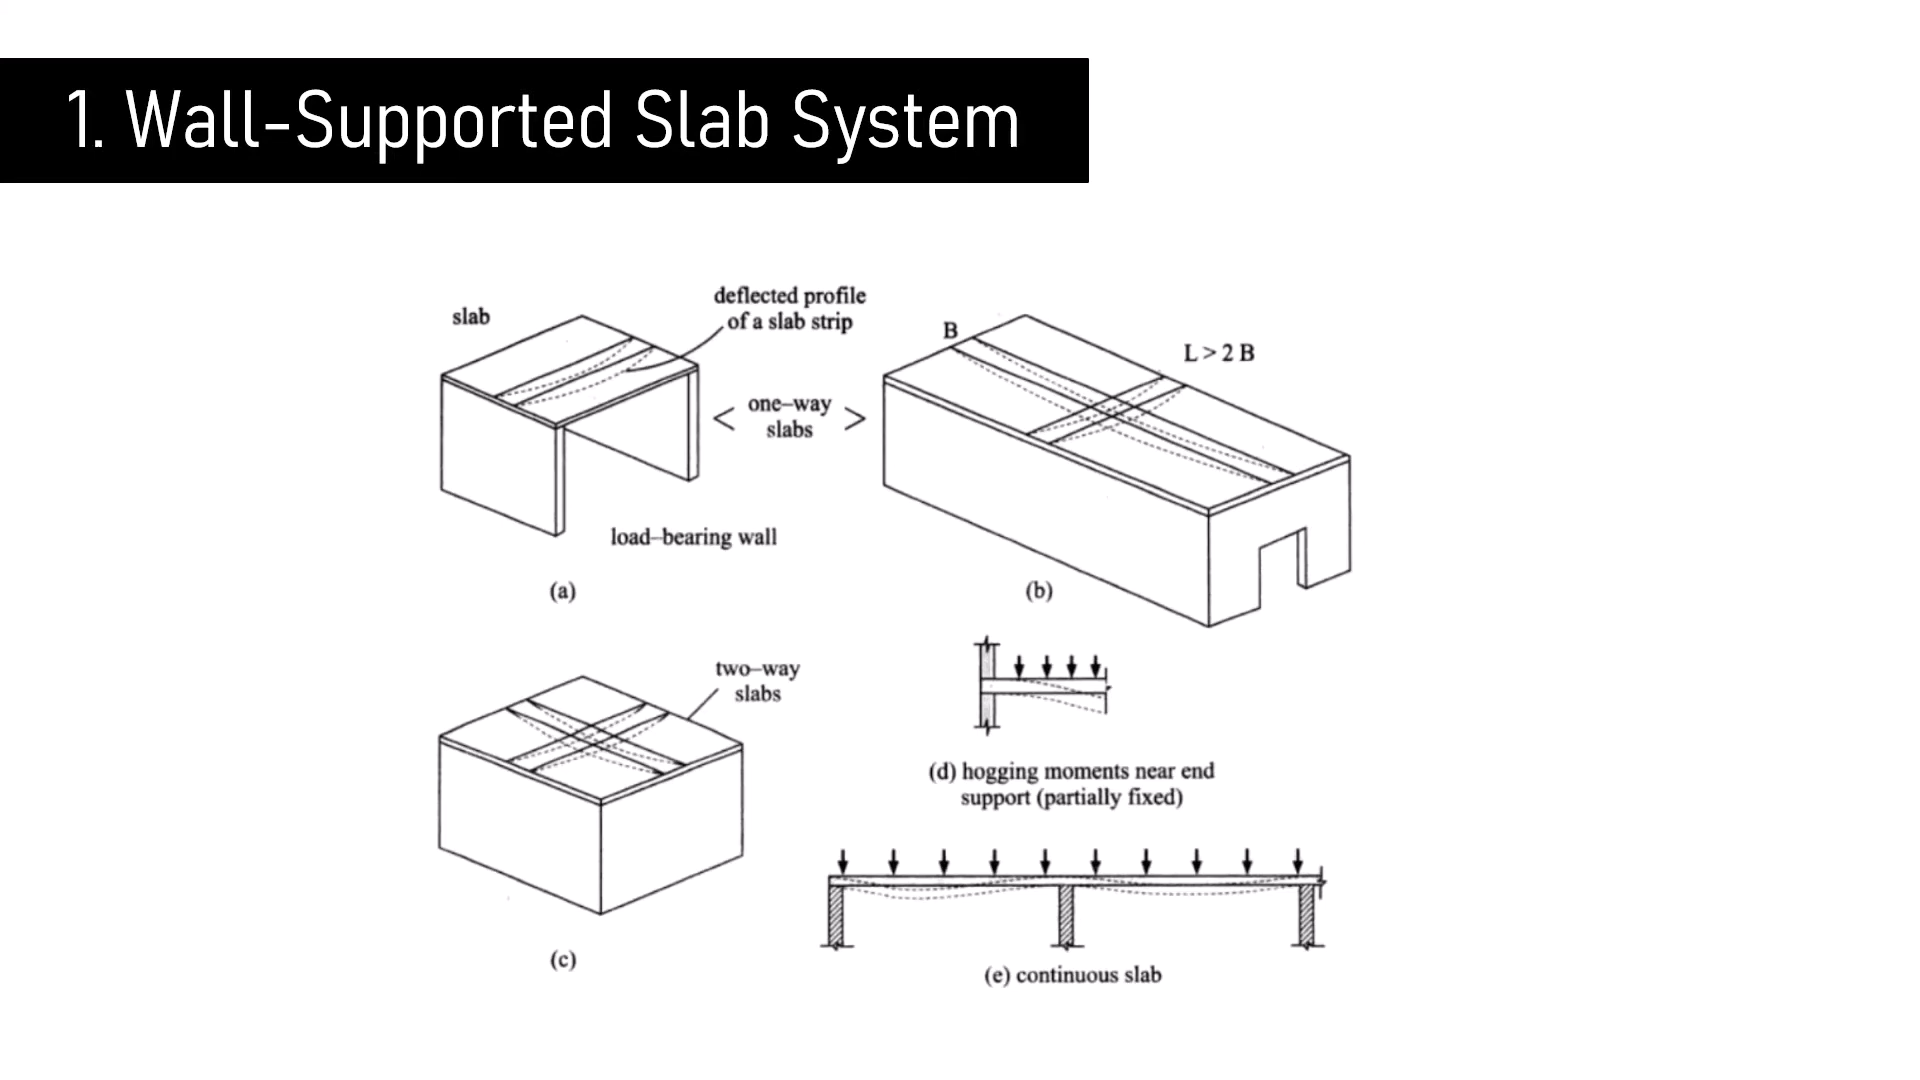 1. Wall-Supported Slab System
slab
deflected profile
of a slab strip
B
L > 2 B
< one–way >
slabs
load–bearing wall
(a)
(b)
two–way
slabs
(d) hogging moments near end
support (partially fixed)
(c)
(e) continuous slab